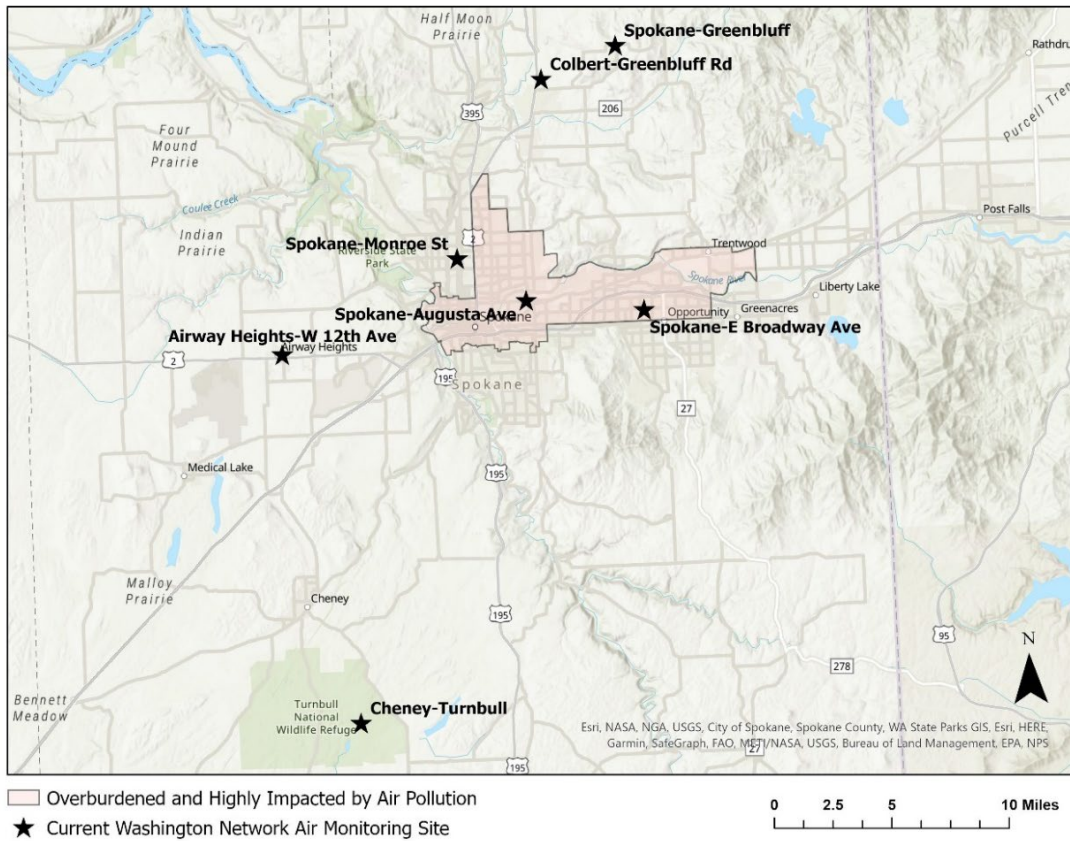 Half Moon
Prairie
Spokane-Greenbluff
Colbert-Greenbluff Rd
Rathdru
395
206
Purcell Tren
Four
Mound
Prairie
Coulee Creek
Indian
Prairie
Post Falls
2
Spokane-Monroe St
Riverside State
Park
Trentwood
Spokane River
Liberty Lake
Spokane-Augusta Ave
Spokane
Opportunity
Greenacres
Spokane-E Broadway Ave
Airway Heights-W 12th Ave
Airway Heights
2
195
Spokane
27
Medical Lake
195
Malloy
Prairie
Cheney
195
95
278
N
Bennett
Meadow
Turnbull
National
Wildlife Refuge
Cheney-Turnbull
Esri, NASA, NGA, USGS, City of Spokane, Spokane County, WA State Parks GIS, Esri, HERE,
Garmin, SafeGraph, FAO, METI/NASA, USGS, Bureau of Land Management, EPA, NPS
27
195
Overburdened and Highly Impacted by Air Pollution
Current Washington Network Air Monitoring Site
0 2.5 5 10 Miles